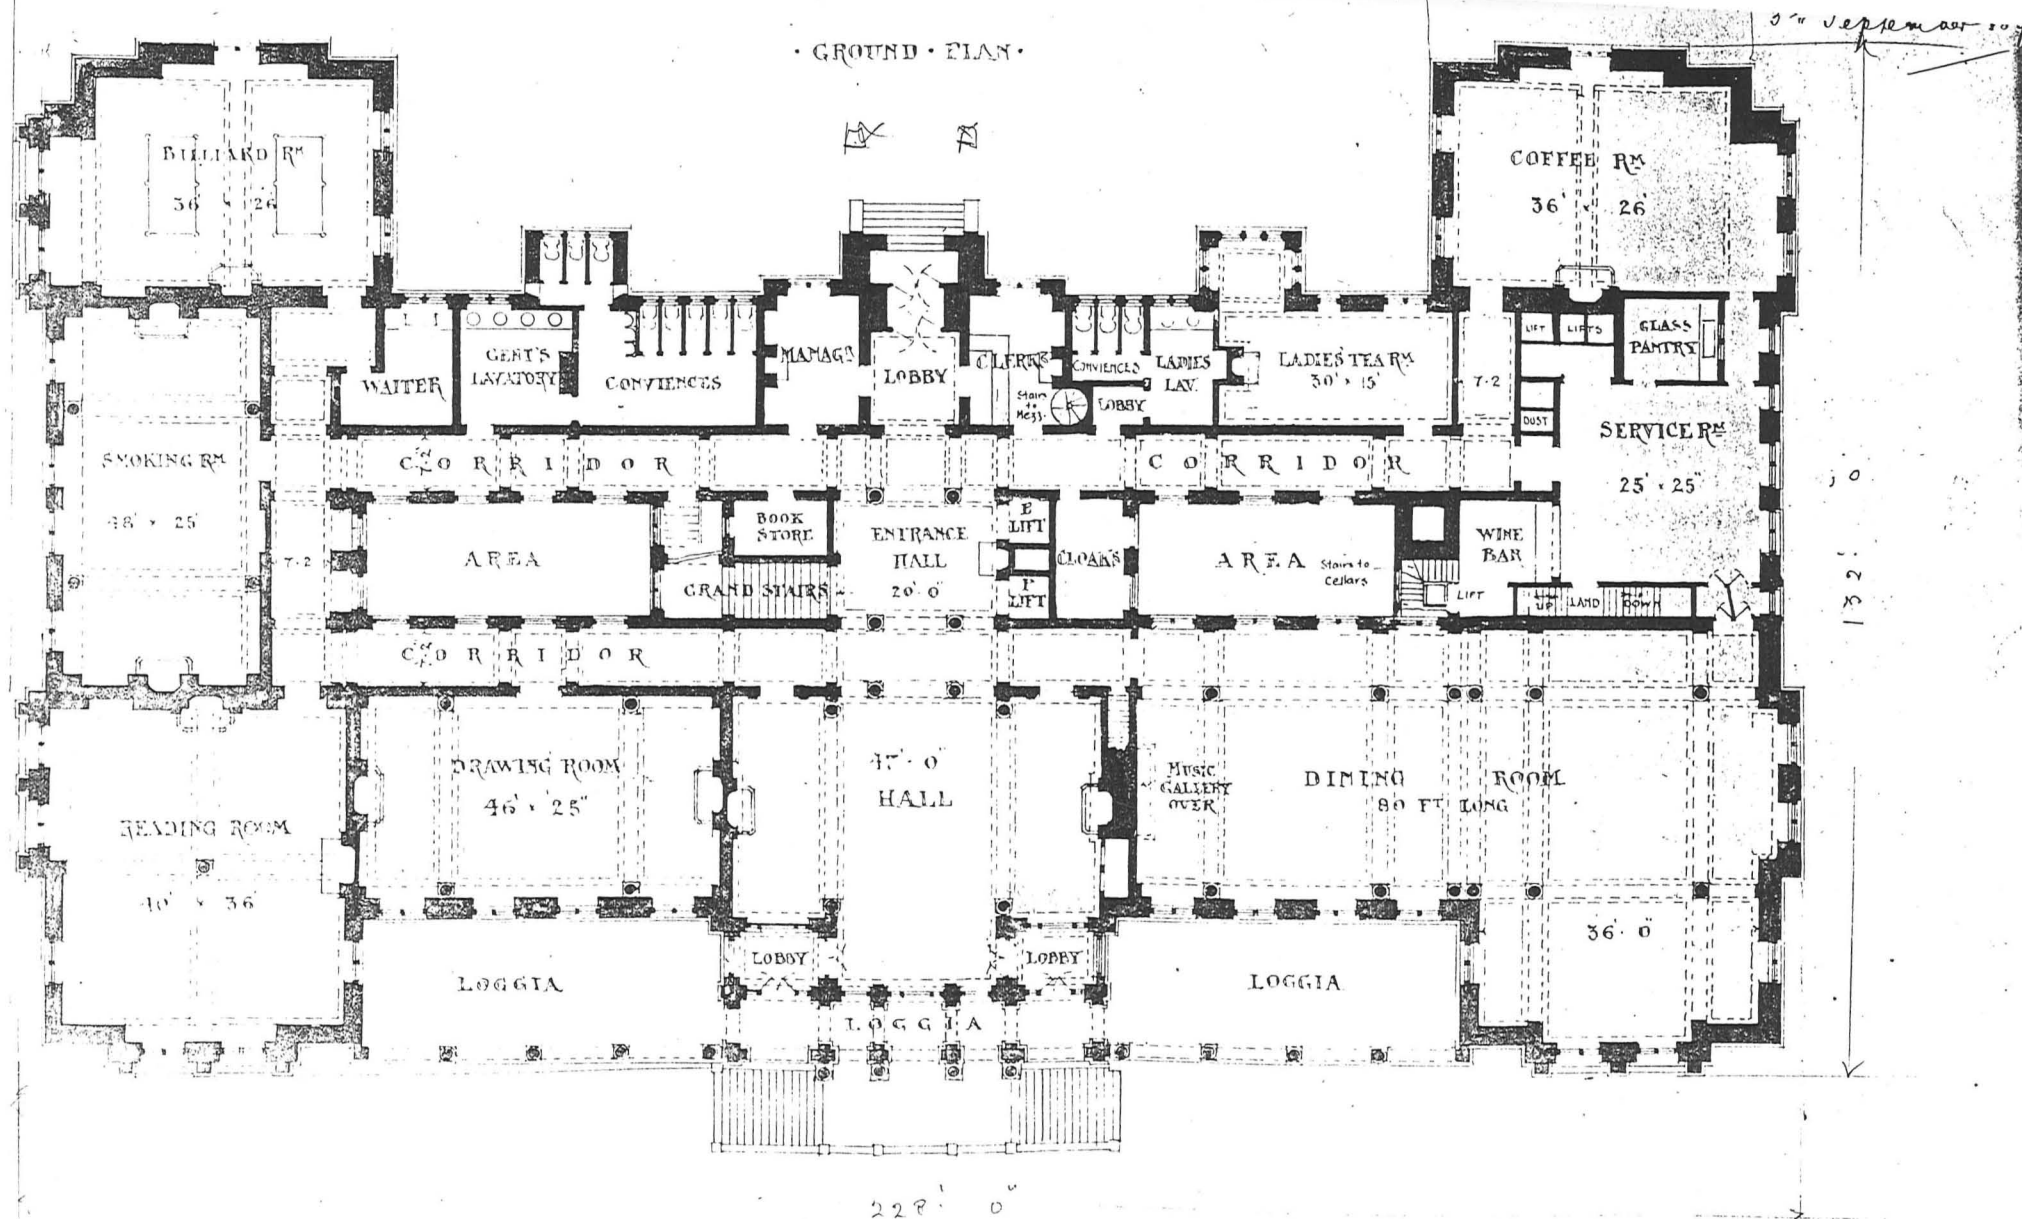 September
· GROUND · PLAN ·
BILLIARD RM
36 × 26
COFFEE RM
36' × 26
WAITER
GENT'S
LAVATORY
CONVIENCES
MANAGS
LOBBY
CLERKS
Stairs
to
Mezz.
CONVIENCES
LADIES
LAV.
LOBBY
LADIES' TEA RM
30' × 15'
7·2
LIFT
LIFTS
GLASS
PANTRY
DUST
SERVICE RM
25' × 25"
SMOKING RM
48' × 25'
CORRIDOR
CORRIDOR
7·2
AREA
BOOK
STORE
GRAND STAIRS
ENTRANCE
HALL
20' 0"
E
LIFT
P
LIFT
CLOAKS
AREA
Stairs to
Cellars
WINE
BAR
LIFT
UP
LAND
DOWN
132' 0
CORRIDOR
READING ROOM
40' × 36'
DRAWING ROOM
46' × 25"
47' · 0"
HALL
MUSIC
GALLERY
OVER
DINING ROOM
80 FT LONG
36' 0"
LOGGIA
LOBBY
LOBBY
LOGGIA
LOGGIA
228' 0"